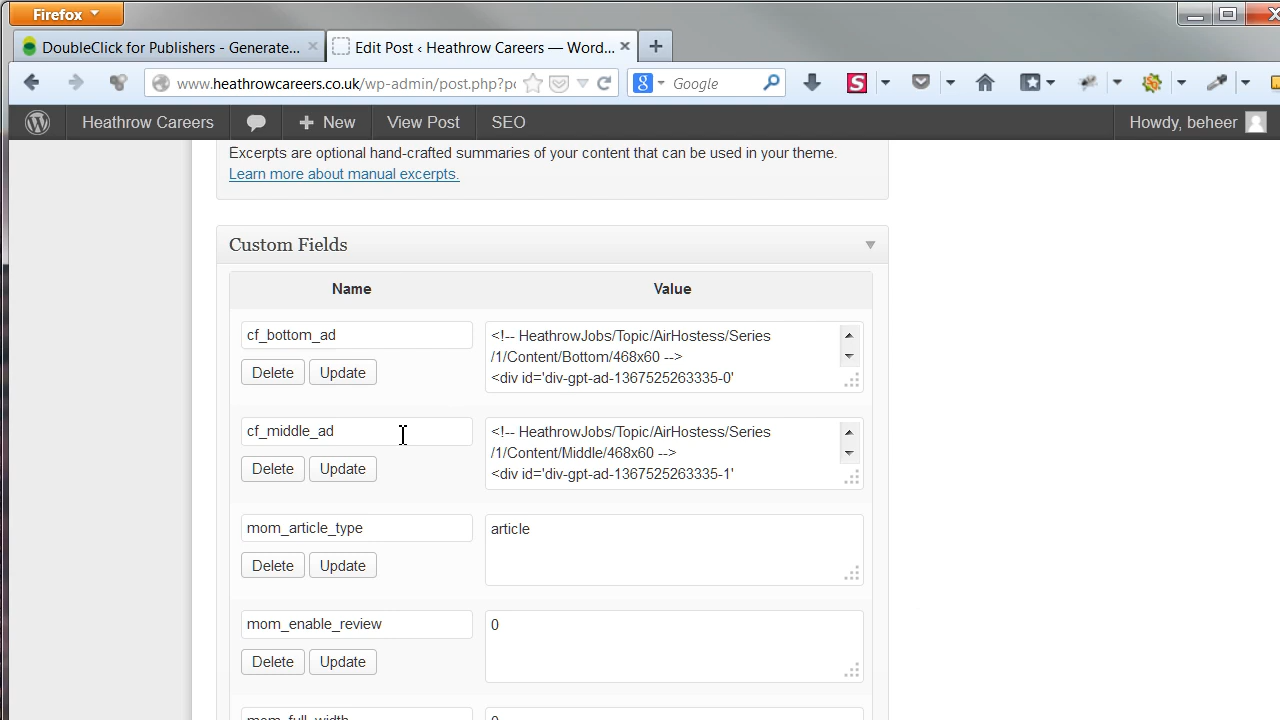 Firefox
DoubleClick for Publishers - Generate...
Edit Post ‹ Heathrow Careers — Word...
www.heathrowcareers.co.uk/wp-admin/post.php?pc
Google
Heathrow Careers
New
View Post
SEO
Howdy, beheer
Excerpts are optional hand-crafted summaries of your content that can be used in your theme.
Learn more about manual excerpts.
Custom Fields
Name
Value
cf_bottom_ad
Delete
Update
<!-- HeathrowJobs/Topic/AirHostess/Series
/1/Content/Bottom/468x60 -->
<div id='div-gpt-ad-1367525263335-0'
cf_middle_ad
Delete
Update
<!-- HeathrowJobs/Topic/AirHostess/Series
/1/Content/Middle/468x60 -->
<div id='div-gpt-ad-1367525263335-1'
mom_article_type
Delete
Update
article
mom_enable_review
Delete
Update
0
mom_full_width
0